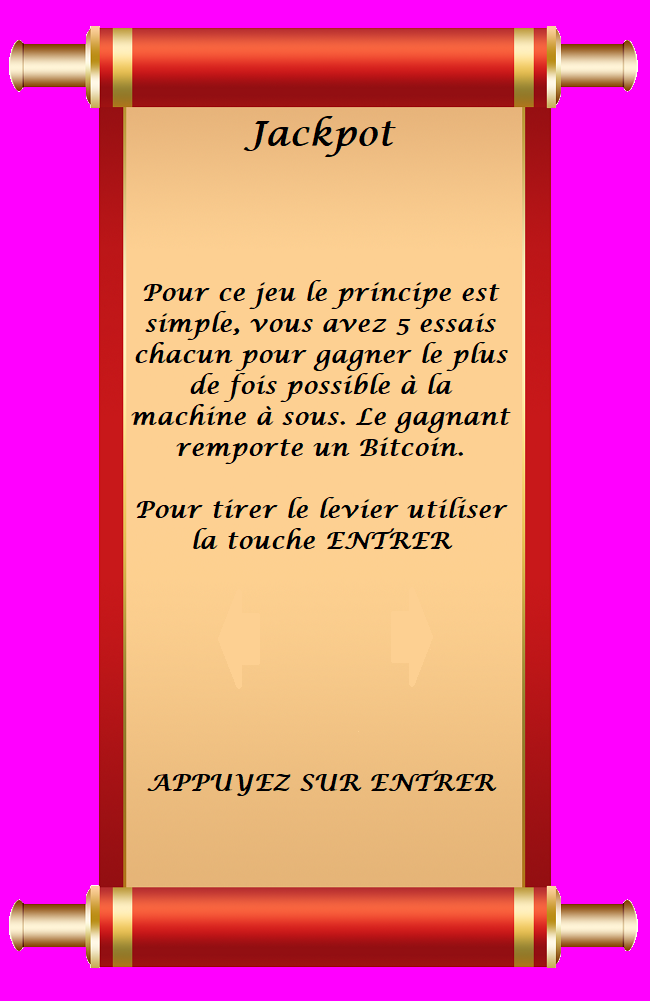 Jackpot
Pour ce jeu le principe est
simple, vous avez 5 essais
chacun pour gagner le plus
de fois possible à la
machine à sous. Le gagnant
remporte un Bitcoin.
Pour tirer le levier utiliser
la touche ENTRER
APPUYEZ SUR ENTRER